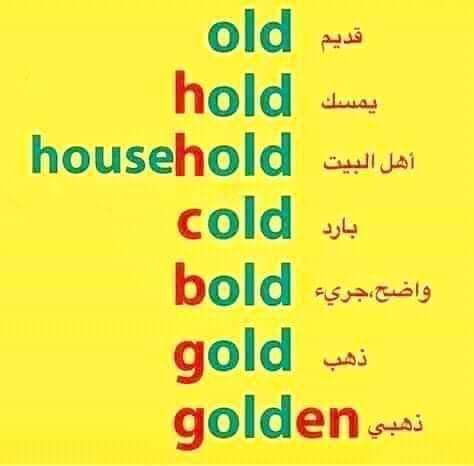 old قديم
hold يمسك
household أهل البيت
cold بارد
bold واضح،جريء
gold ذهب
golden ذهبي